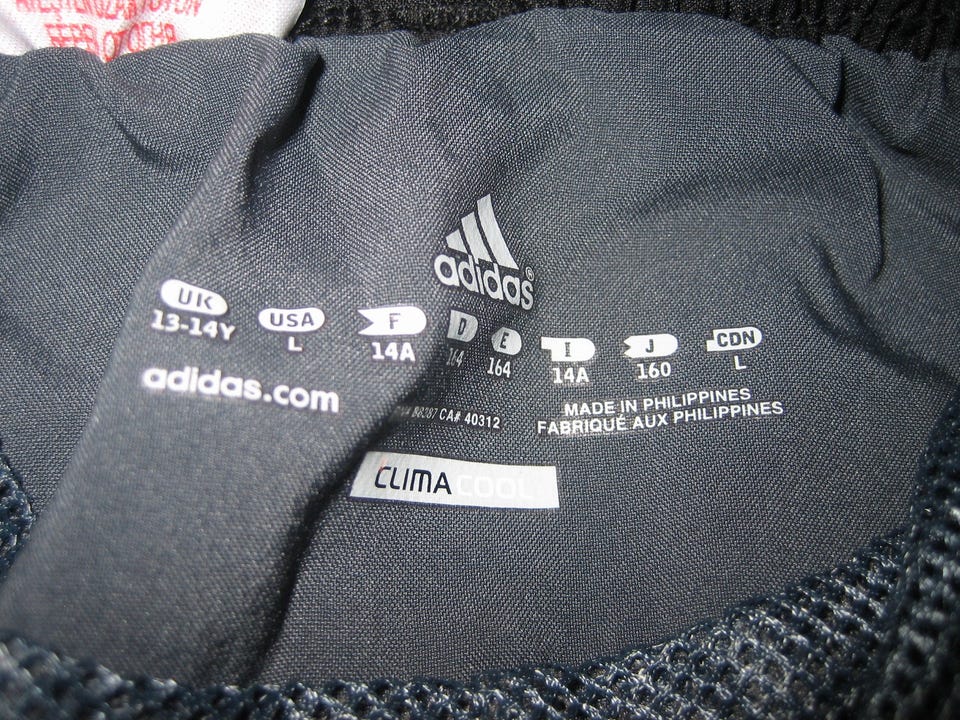 adidas
UK USA F D E I J CDN
13-14Y L 14A 164 164 14A 160 L
adidas.com
CA# 40312
MADE IN PHILIPPINES
FABRIQUÉ AUX PHILIPPINES
CLIMACOOL